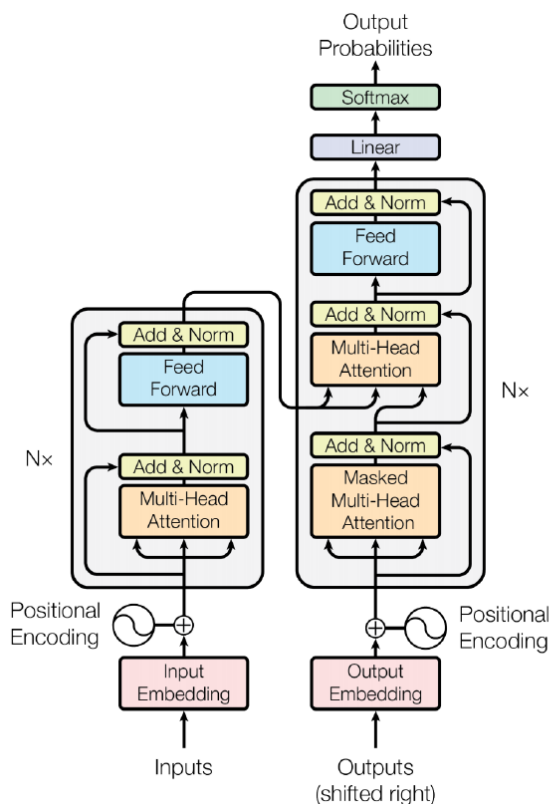 Output
Probabilities
Softmax
Linear
Add & Norm
Feed
Forward
Add & Norm
Multi-Head
Attention
Add & Norm
Masked
Multi-Head
Attention
N×
Add & Norm
Feed
Forward
Add & Norm
Multi-Head
Attention
N×
Positional
Encoding
Positional
Encoding
Input
Embedding
Output
Embedding
Inputs
Outputs
(shifted right)